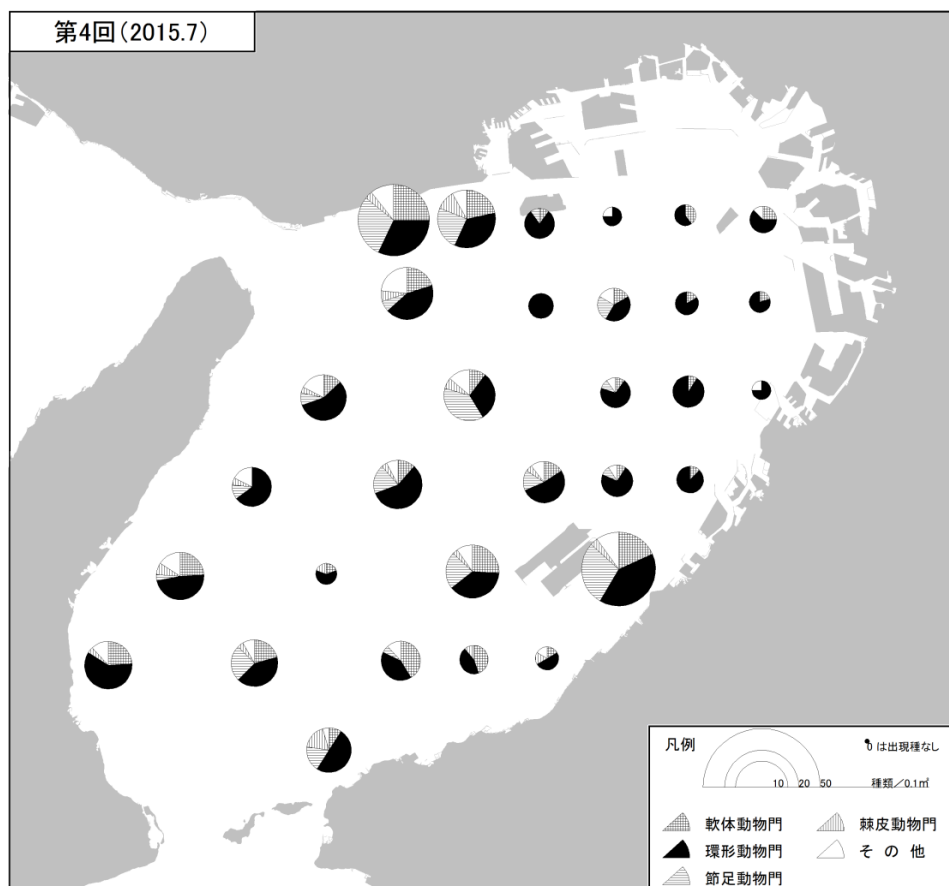 第4回(2015.7)
凡例
は出現種なし
10 20 50 種類/0.1㎡
軟体動物門 棘皮動物門
環形動物門 その他
節足動物門